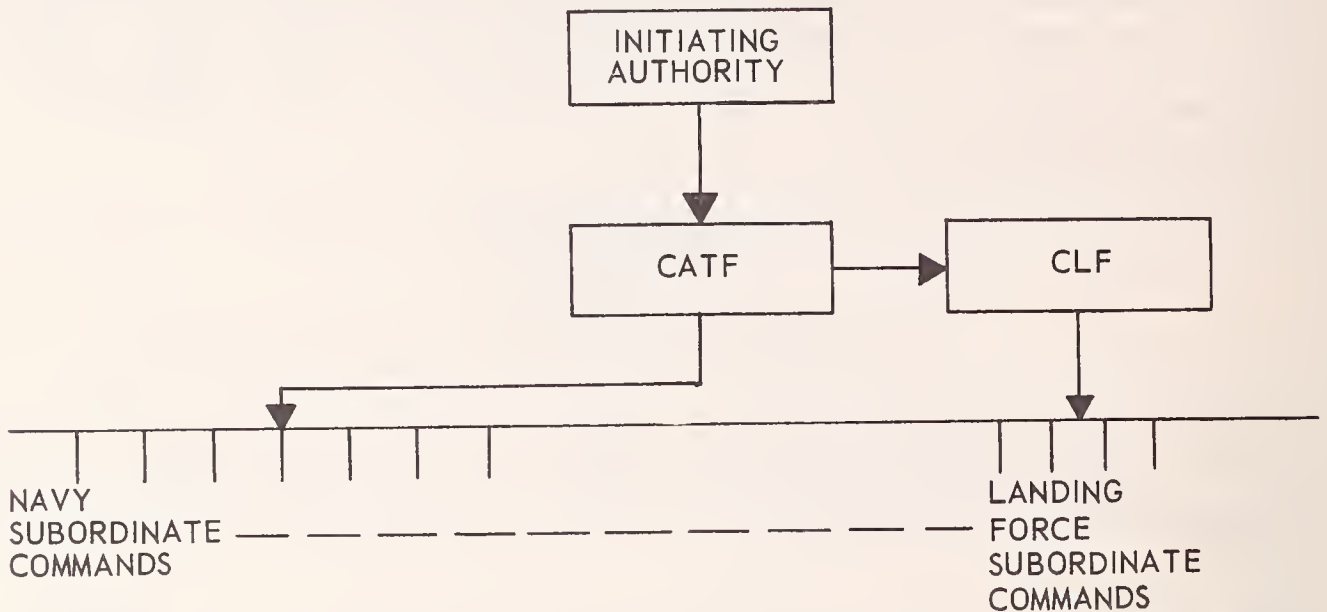 INITIATING
AUTHORITY
CATF
CLF
NAVY
SUBORDINATE
COMMANDS
LANDING
FORCE
SUBORDINATE
COMMANDS